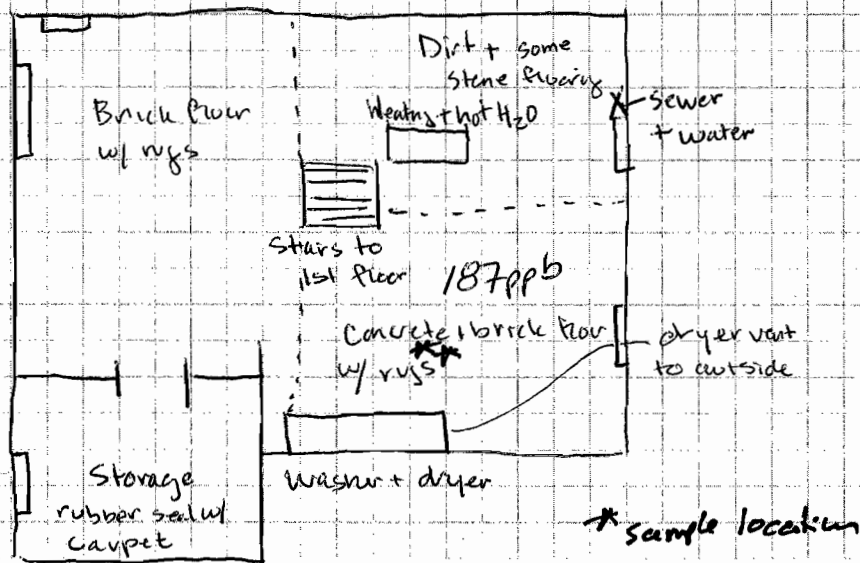 Dirt + some
stone flooring
Brick floor
w/ rugs
Heating + hot H2O
sewer
+ water
Stairs to
1st floor
187ppb
Concrete + brick floor
w/ rugs
**
dryer vent
to outside
Storage
rubber seal w/
carpet
washer + dryer
* sample location